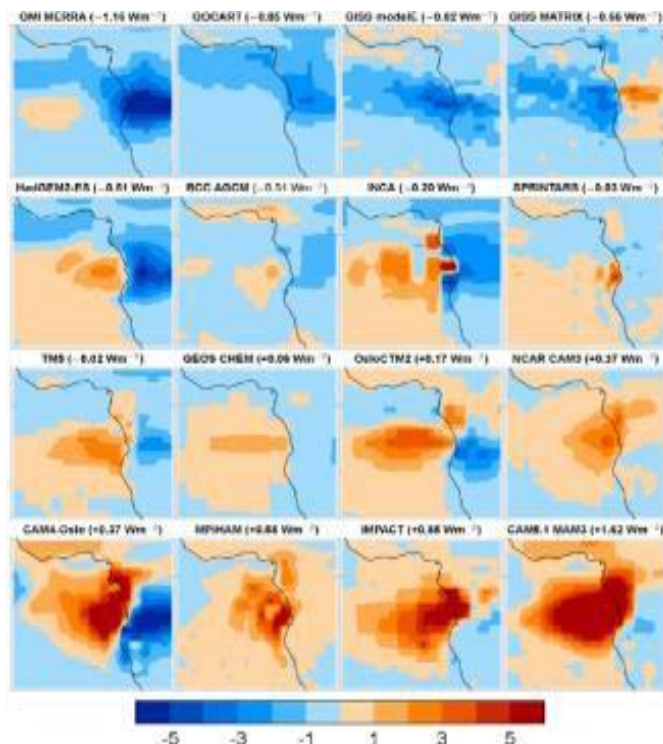 OMI MERRA (−1.16 Wm⁻²) GOCART (−0.85 Wm⁻²) GISS modelE (−0.82 Wm⁻²) GISS MATRIX (−0.56 Wm⁻²)
HadGEM2-ES (−0.51 Wm⁻²) BCC AGCM (−0.51 Wm⁻²) INCA (−0.20 Wm⁻²) SPRINTARS (−0.03 Wm⁻²)
TM5 (−0.02 Wm⁻²) GEOS CHEM (+0.06 Wm⁻²) OsloCTM2 (+0.17 Wm⁻²) NCAR CAM3 (+0.37 Wm⁻²)
CAM4-Oslo (+0.37 Wm⁻²) MPIHAM (+0.58 Wm⁻²) IMPACT (+0.88 Wm⁻²) CAM5.1 MAM3 (+1.62 Wm⁻²)
-5 -3 -1 1 3 5